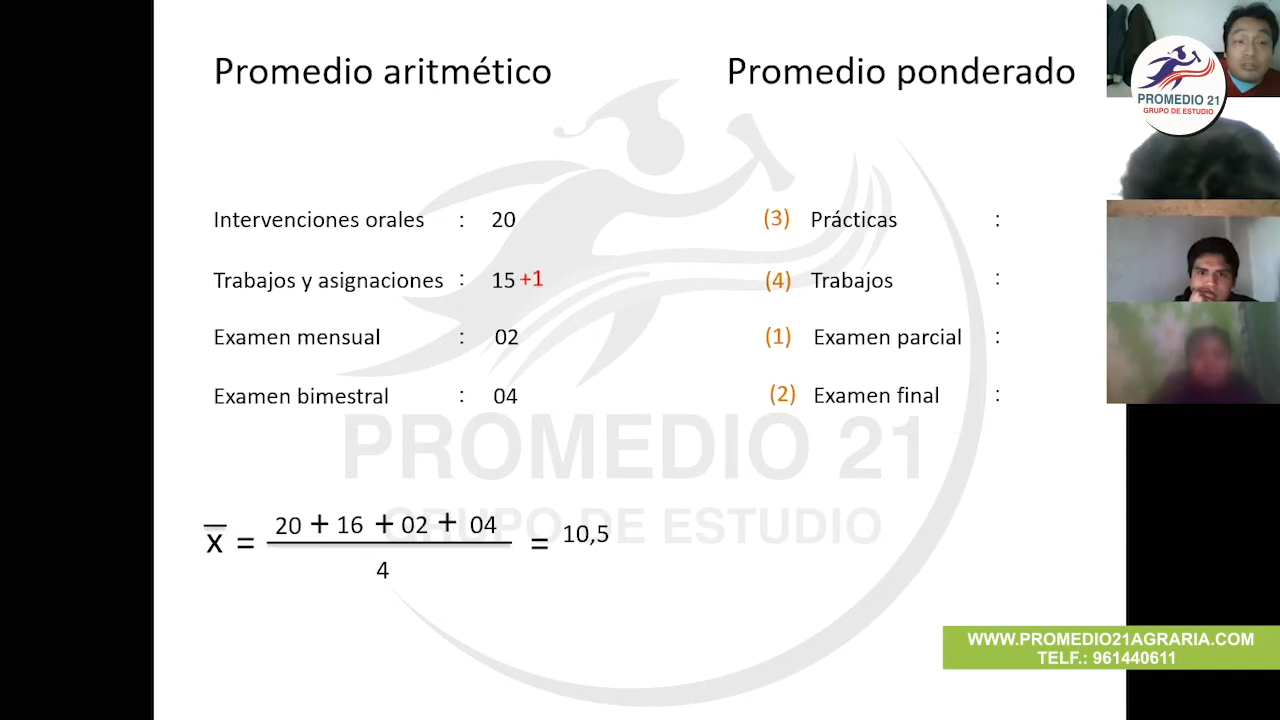 Promedio aritmético
Intervenciones orales : 20
Trabajos y asignaciones : 15 +1
Examen mensual : 02
Examen bimestral : 04
x = 20 + 16 + 02 + 04 / 4 = 10,5
Promedio ponderado
(3) Prácticas :
(4) Trabajos :
(1) Examen parcial :
(2) Examen final :
PROMEDIO 21
GRUPO DE ESTUDIO
PROMEDIO 21
GRUPO DE ESTUDIO
WWW.PROMEDIO21AGRARIA.COM
TELF.: 961440611